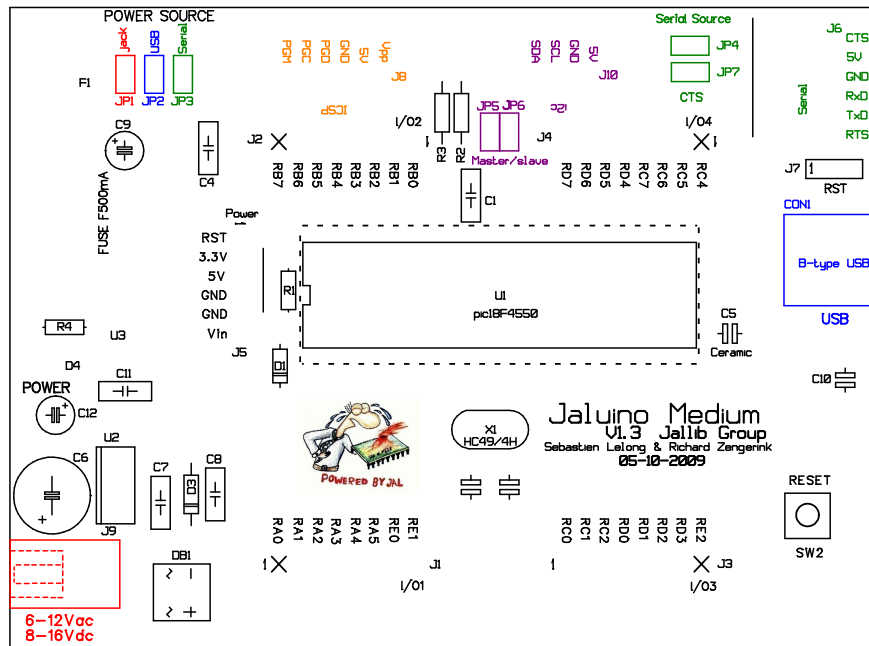 POWER SOURCE
Jack
USB
Serial
F1
JP1
JP2
JP3
PGM
PGC
PGD
GND
5V
Vpp
J8
ICSP
SDA
SCL
GND
5V
J10
i2c
Serial Source
JP4
JP7
CTS
J6
CTS
5V
GND
RxD
TxD
RTS
Serial
C9
C4
J2
I/O2
1
R3
R2
JP5
JP6
J4
Master/slave
I/O4
1
RB7
RB6
RB5
RB4
RB3
RB2
RB1
RB0
RD7
RD6
RD5
RD4
RC7
RC6
RC5
RC4
J7
1
RST
C1
FUSE F500mA
Power
1
RST
3.3V
5V
GND
GND
Vin
J5
R1
U1
pic18F4550
CON1
B-type USB
USB
C5
Ceramic
R4
U3
D4
D1
C10
C11
POWER
C12
U2
C6
C7
D3
C8
J9
POWERED BY JAL
X1
HC49/4H
Jaluino Medium
V1.3 Jallib Group
Sebastien Lelong & Richard Zengerink
05-10-2009
RESET
SW2
RA0
RA1
RA2
RA3
RA4
RA5
RE0
RE1
1
J1
I/O1
RC0
RC1
RC2
RD0
RD1
RD2
RD3
RE2
1
J3
I/O3
DB1
~ -
~ +
6-12Vac
8-16Vdc